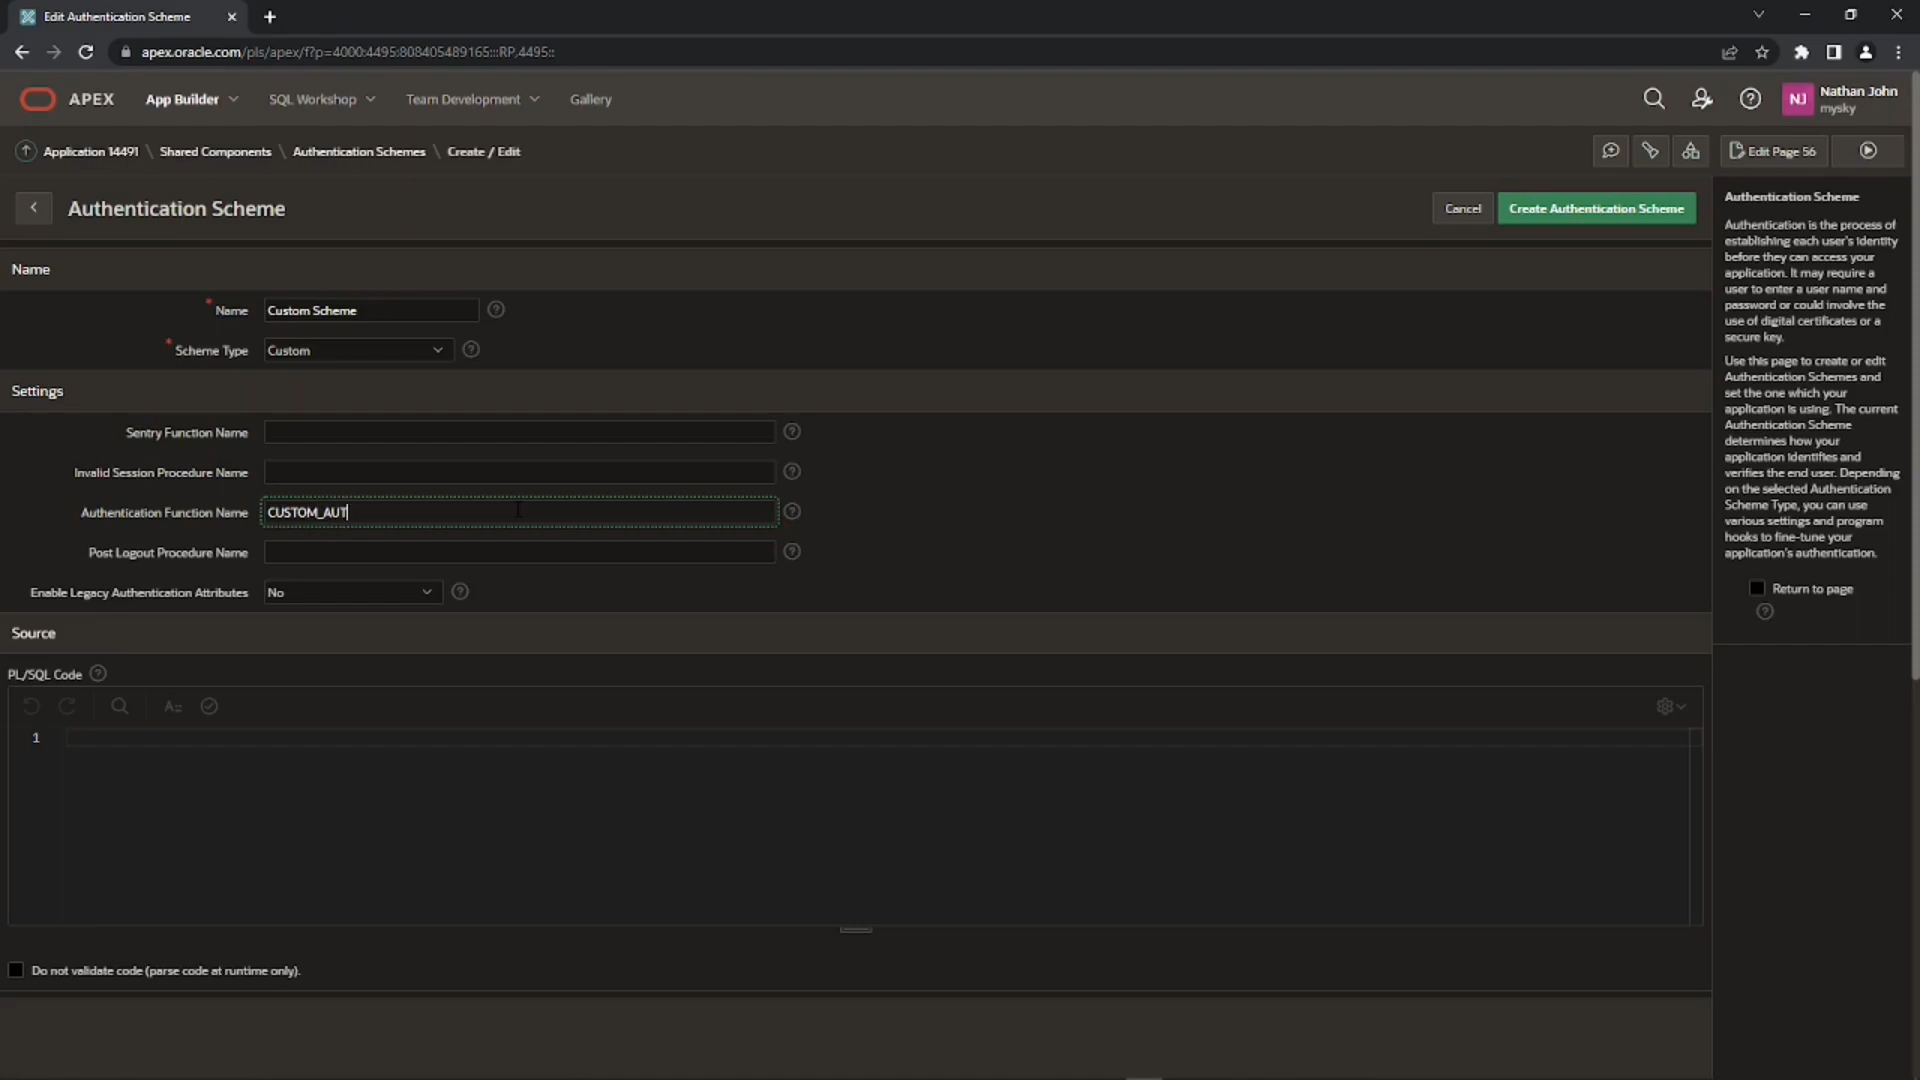 Edit Authentication Scheme
apex.oracle.com/pls/apex/f?p=4000:4495:808405489165:::RP,4495::
APEX App Builder SQL Workshop Team Development Gallery
NJ Nathan John
mysky
Application 14491 \ Shared Components \ Authentication Schemes \ Create / Edit
Edit Page 56
Authentication Scheme
Cancel Create Authentication Scheme
Name
* Name Custom Scheme
* Scheme Type Custom
Settings
Sentry Function Name
Invalid Session Procedure Name
Authentication Function Name CUSTOM_AUT
Post Logout Procedure Name
Enable Legacy Authentication Attributes No
Source
PL/SQL Code
1
Do not validate code (parse code at runtime only).
Authentication Scheme
Authentication is the process of
establishing each user's identity
before they can access your
application. It may require a
user to enter a user name and
password or could involve the
use of digital certificates or a
secure key.
Use this page to create or edit
Authentication Schemes and
set the one which your
application is using. The current
Authentication Scheme
determines how your
application identifies and
verifies the end user. Depending
on the selected Authentication
Scheme Type, you can use
various settings and program
hooks to fine-tune your
application's authentication.
Return to page